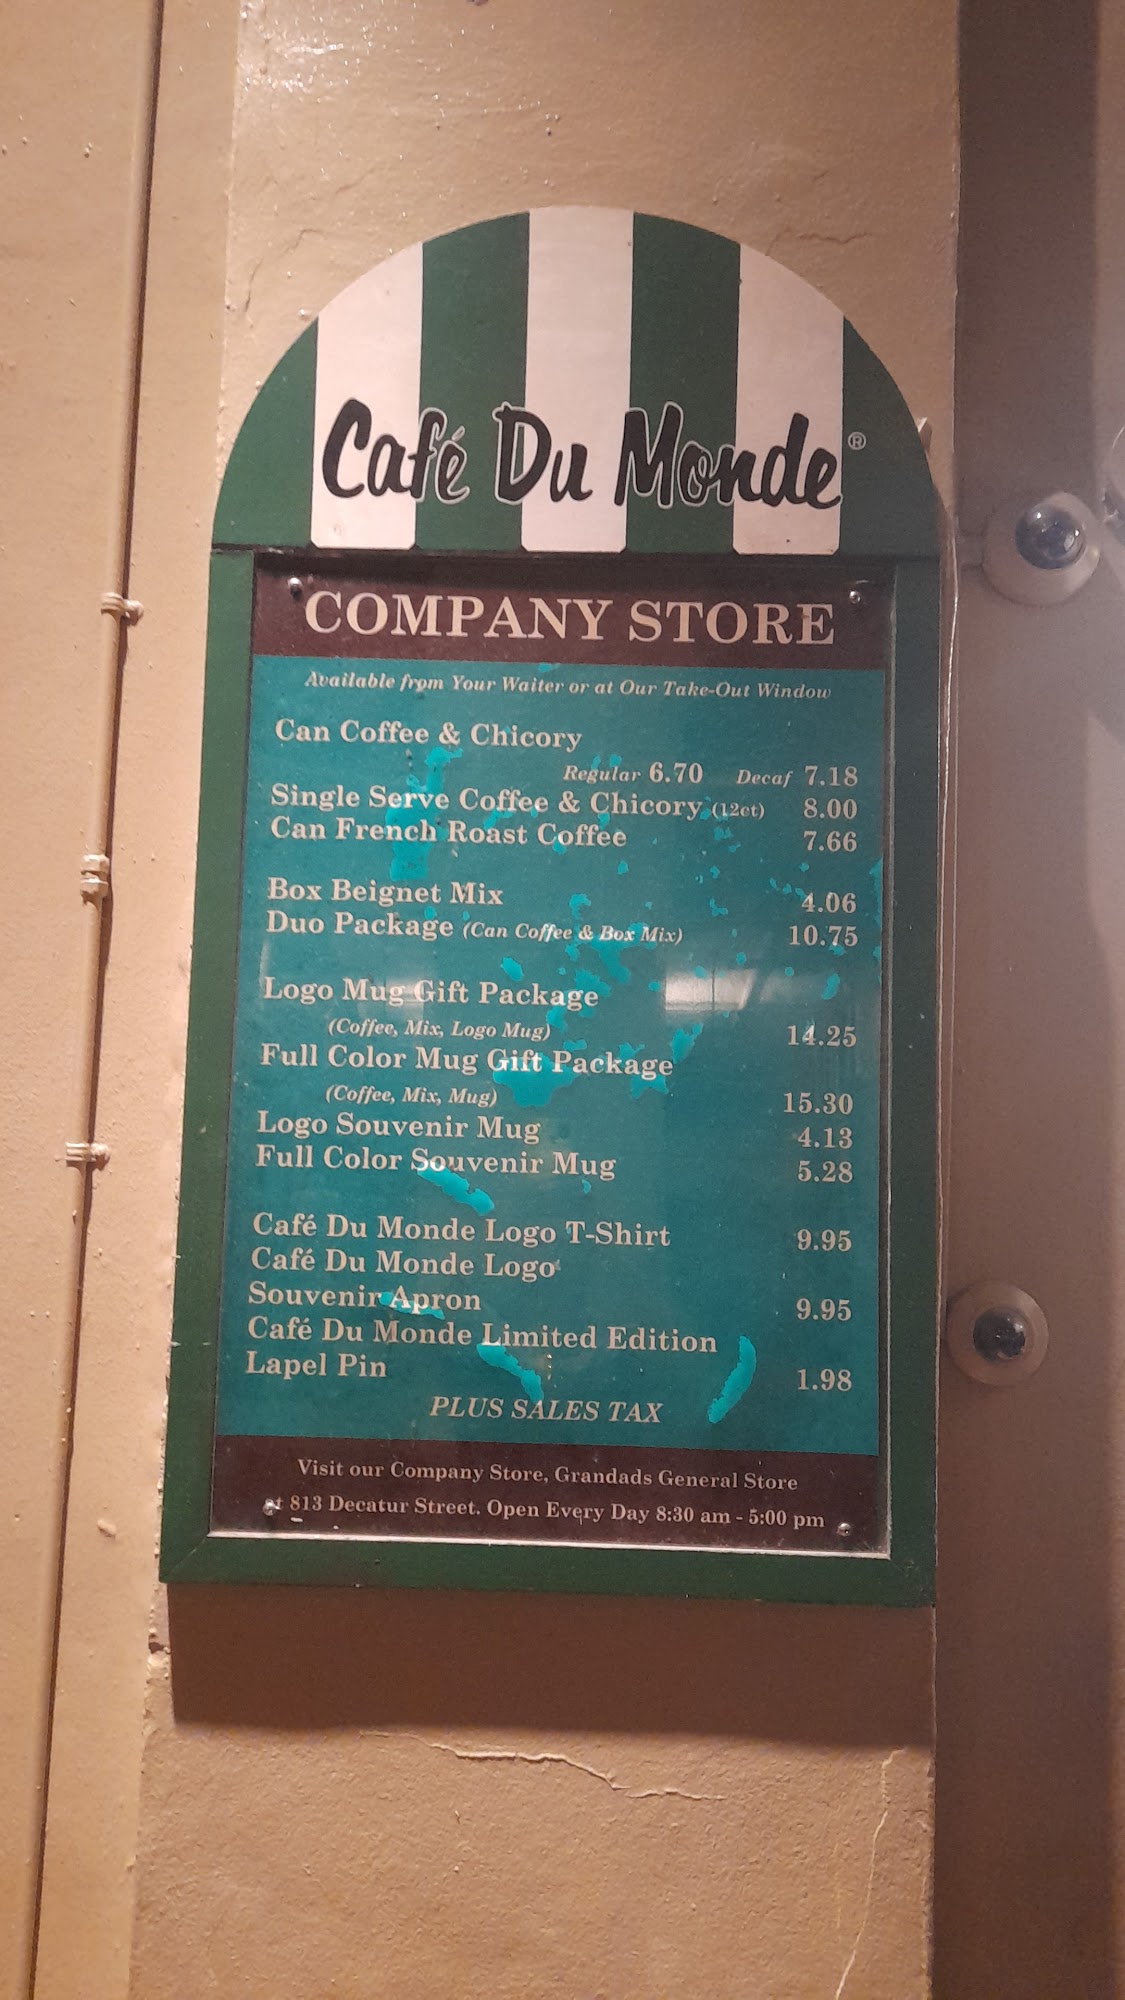 Café Du Monde®
COMPANY STORE
Available from Your Waiter or at Our Take-Out Window
Can Coffee & Chicory
Regular 6.70 Decaf 7.18
Single Serve Coffee & Chicory (12ct) 8.00
Can French Roast Coffee 7.66
Box Beignet Mix 4.06
Duo Package (Can Coffee & Box Mix) 10.75
Logo Mug Gift Package
(Coffee, Mix, Logo Mug) 14.25
Full Color Mug Gift Package
(Coffee, Mix, Mug) 15.30
Logo Souvenir Mug 4.13
Full Color Souvenir Mug 5.28
Café Du Monde Logo T-Shirt 9.95
Café Du Monde Logo
Souvenir Apron 9.95
Café Du Monde Limited Edition
Lapel Pin 1.98
PLUS SALES TAX
Visit our Company Store, Grandads General Store
at 813 Decatur Street. Open Every Day 8:30 am - 5:00 pm